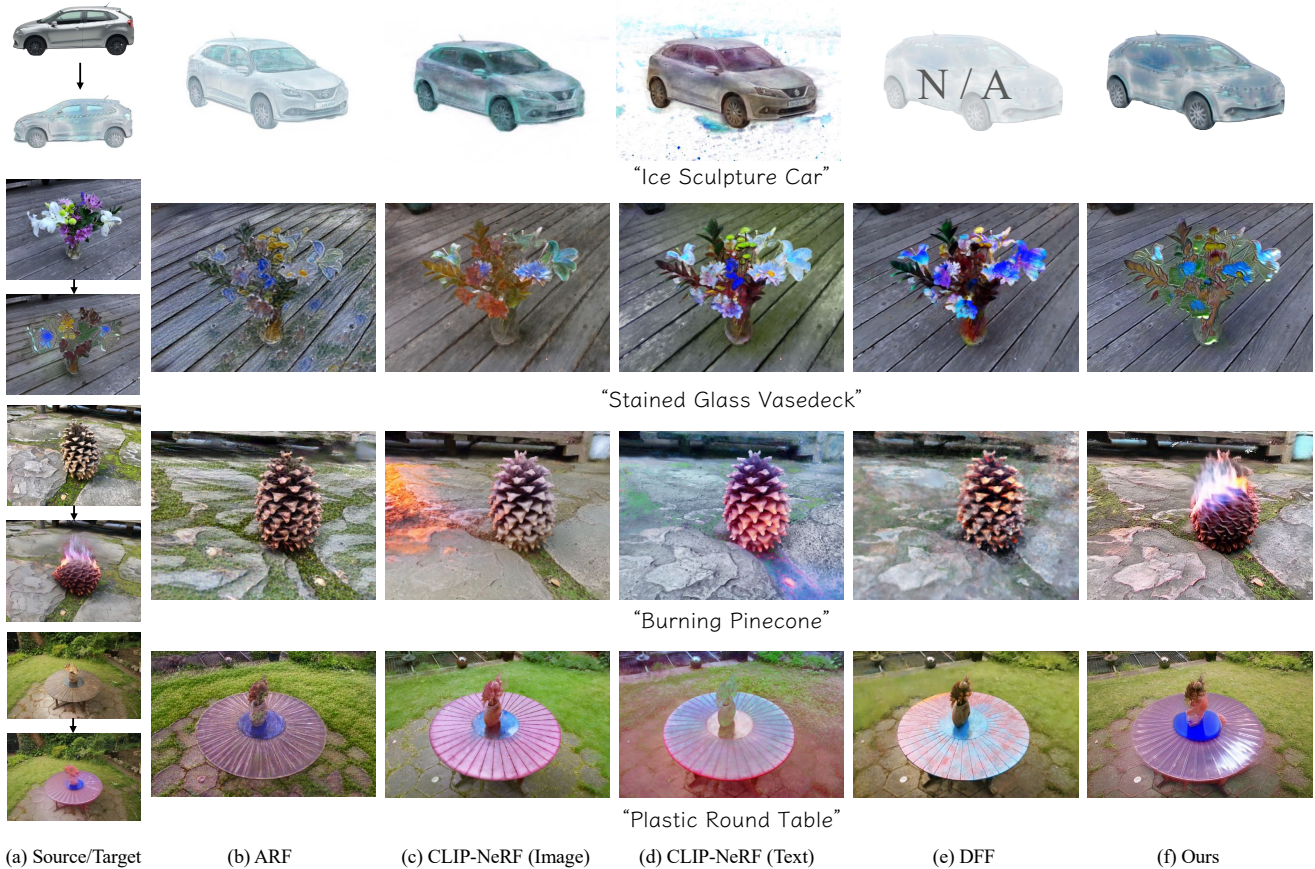 N / A
“Ice Sculpture Car”
“Stained Glass Vasedeck”
“Burning Pinecone”
“Plastic Round Table”
(a) Source/Target
(b) ARF
(c) CLIP-NeRF (Image)
(d) CLIP-NeRF (Text)
(e) DFF
(f) Ours